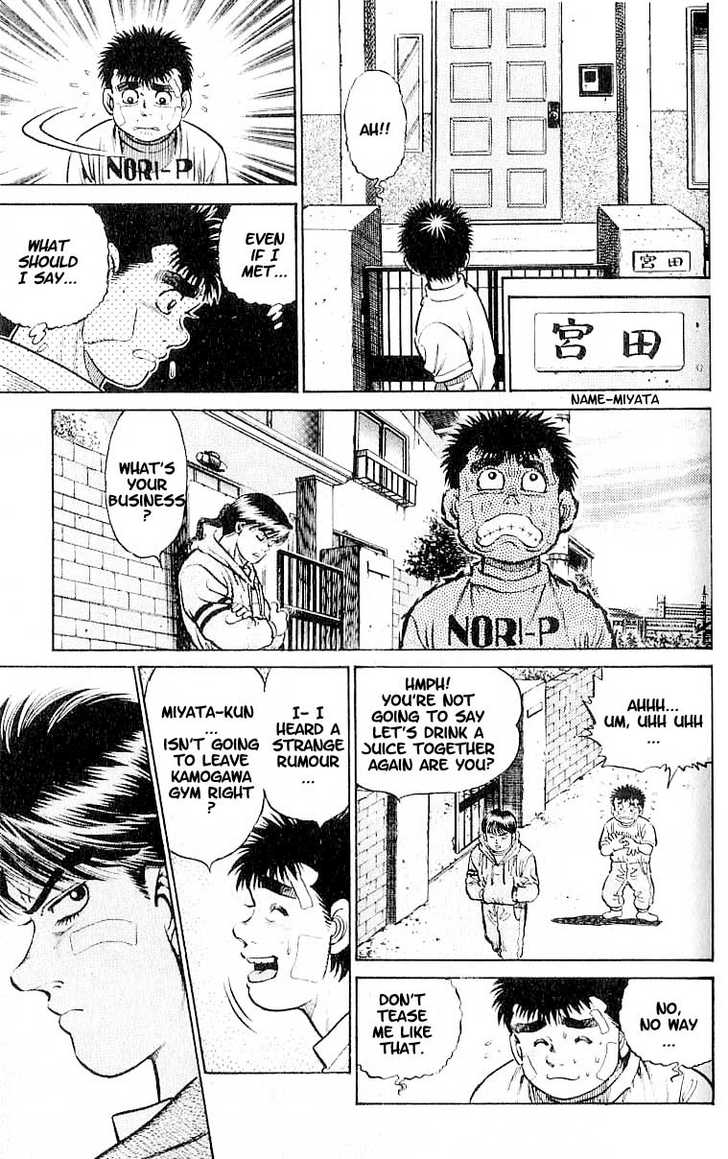 AH!!
宮田
宮田
NAME-MIYATA
NORI-P
EVEN
IF I
MET...
WHAT
SHOULD
I SAY...
NORI-P
WHAT'S
YOUR
BUSINESS
?
AHHH...
UM, UHH UHH
...
HMPH!
YOU'RE NOT
GOING TO SAY
LET'S DRINK A
JUICE TOGETHER
AGAIN ARE YOU?
NO,
NO WAY
...
DON'T
TEASE
ME LIKE
THAT.
I- I
HEARD A
STRANGE
RUMOUR
...
MIYATA-KUN
...
ISN'T GOING
TO LEAVE
KAMOGAWA
GYM RIGHT
?